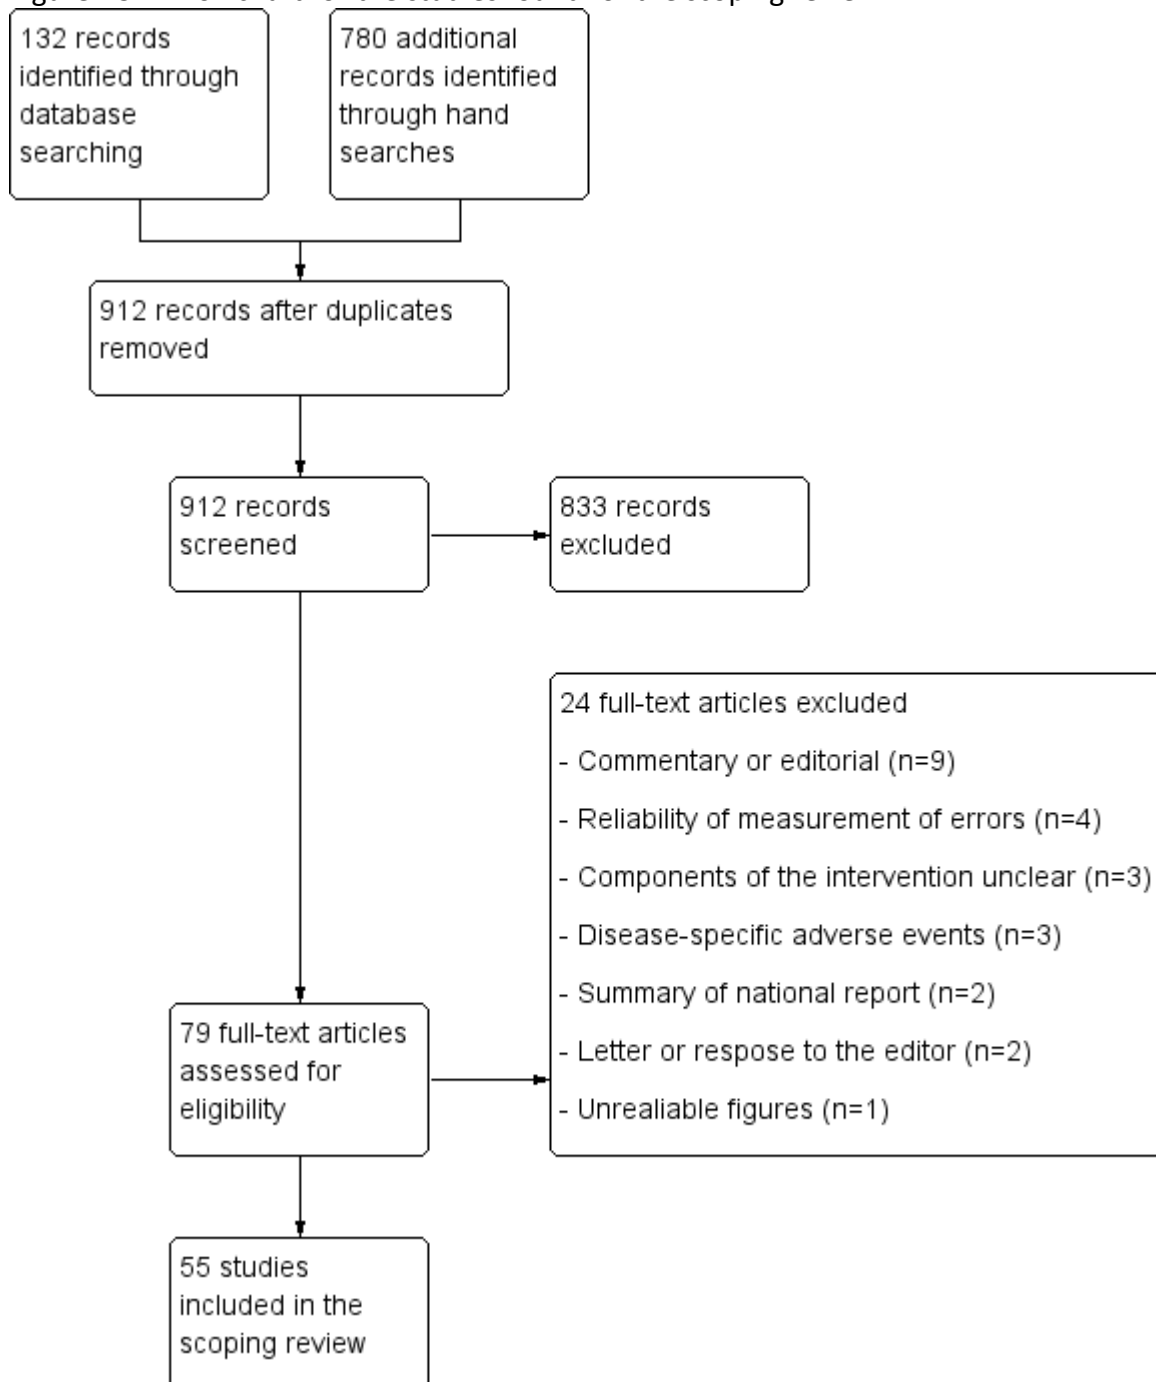 132 records
identified through
database
searching
780 additional
records identified
through hand
searches
912 records after duplicates
removed
912 records
screened
833 records
excluded
24 full-text articles excluded
- Commentary or editorial (n=9)
- Reliability of measurement of errors (n=4)
- Components of the intervention unclear (n=3)
- Disease-specific adverse events (n=3)
- Summary of national report (n=2)
- Letter or respose to the editor (n=2)
- Unrealiable figures (n=1)
79 full-text articles
assessed for
eligibility
55 studies
included in the
scoping review